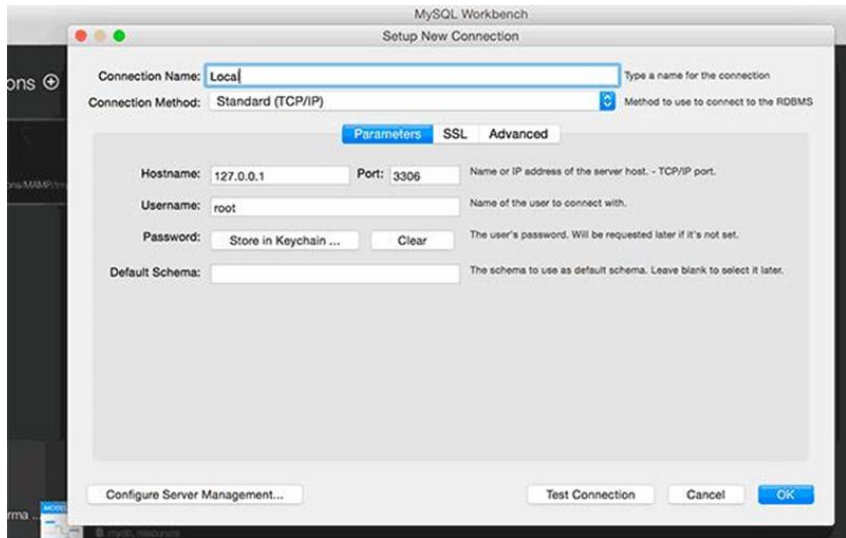 MySQL Workbench
Setup New Connection
ons
Connection Name: Local Type a name for the connection
Connection Method: Standard (TCP/IP) Method to use to connect to the RDBMS
Parameters SSL Advanced
Hostname: 127.0.0.1 Port: 3306 Name or IP address of the server host. - TCP/IP port.
Username: root Name of the user to connect with.
Password: Store in Keychain ... Clear The user's password. Will be requested later if it's not set.
Default Schema: The schema to use as default schema. Leave blank to select it later.
Configure Server Management... Test Connection Cancel OK
rma ...